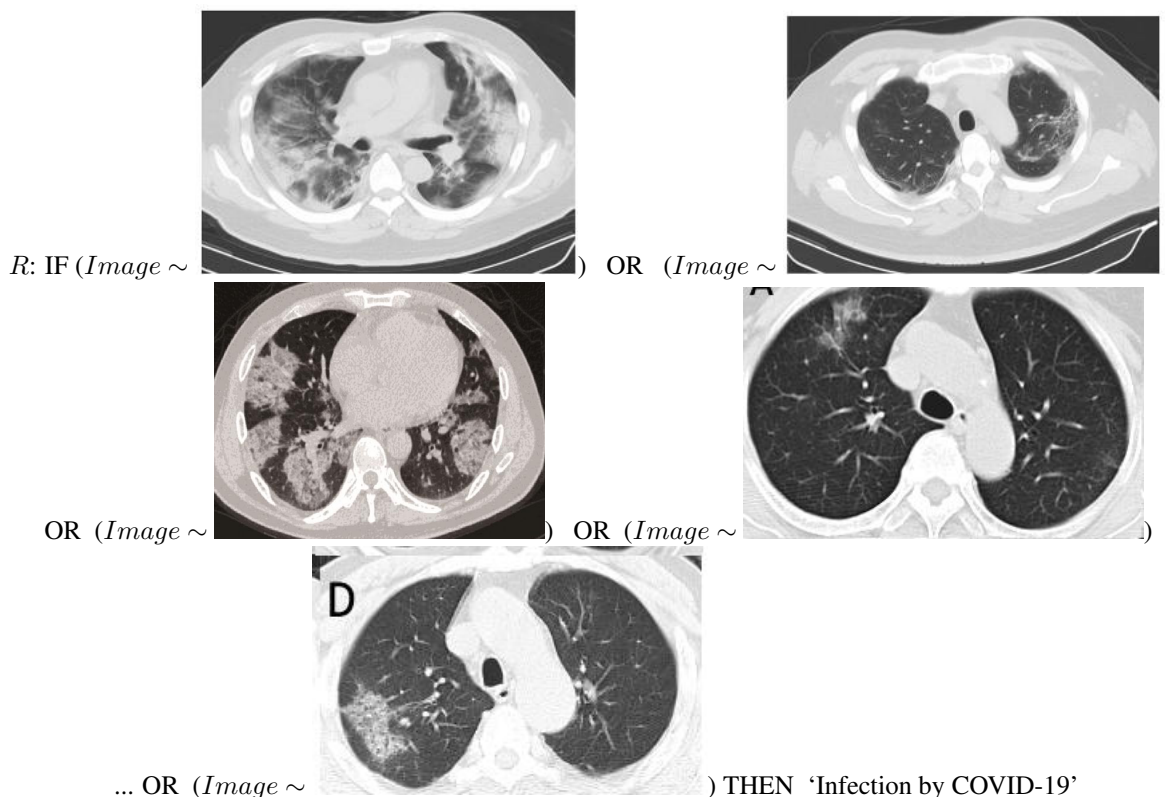 R: IF (Image ∼ ) OR (Image ∼
A
OR (Image ∼ ) OR (Image ∼ )
D
... OR (Image ∼ ) THEN ‘Infection by COVID-19’